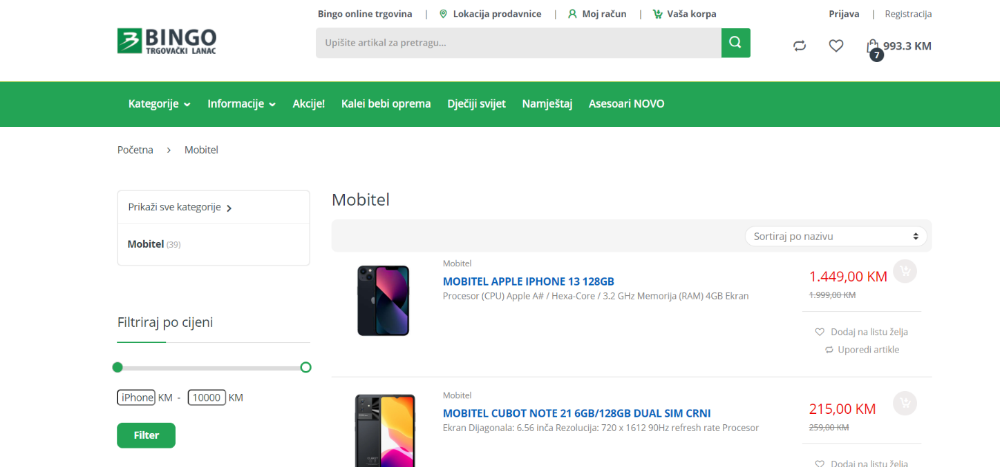 Bingo online trgovina | Lokacija prodavnice | Moj račun | Vaša korpa
Prijava | Registracija
BINGO
TRGOVAČKI LANAC
Upišite artikal za pretragu...
7
993.3 KM
Kategorije Informacije Akcije! Kalei bebi oprema Dječiji svijet Namještaj Asesoari NOVO
Početna > Mobitel
Prikaži sve kategorije >
Mobitel (39)
Filtriraj po cijeni
iPhone KM - 10000 KM
Filter
Mobitel
Sortiraj po nazivu
Mobitel
MOBITEL APPLE IPHONE 13 128GB
Procesor (CPU) Apple A# / Hexa-Core / 3.2 GHz Memorija (RAM) 4GB Ekran
1.449,00 KM
1.999,00 KM
Dodaj na listu želja
Uporedi artikle
Mobitel
MOBITEL CUBOT NOTE 21 6GB/128GB DUAL SIM CRNI
Ekran Dijagonala: 6.56 inča Rezolucija: 720 x 1612 90Hz refresh rate Procesor
215,00 KM
259,00 KM
Dodaj na listu želja
CUBOT